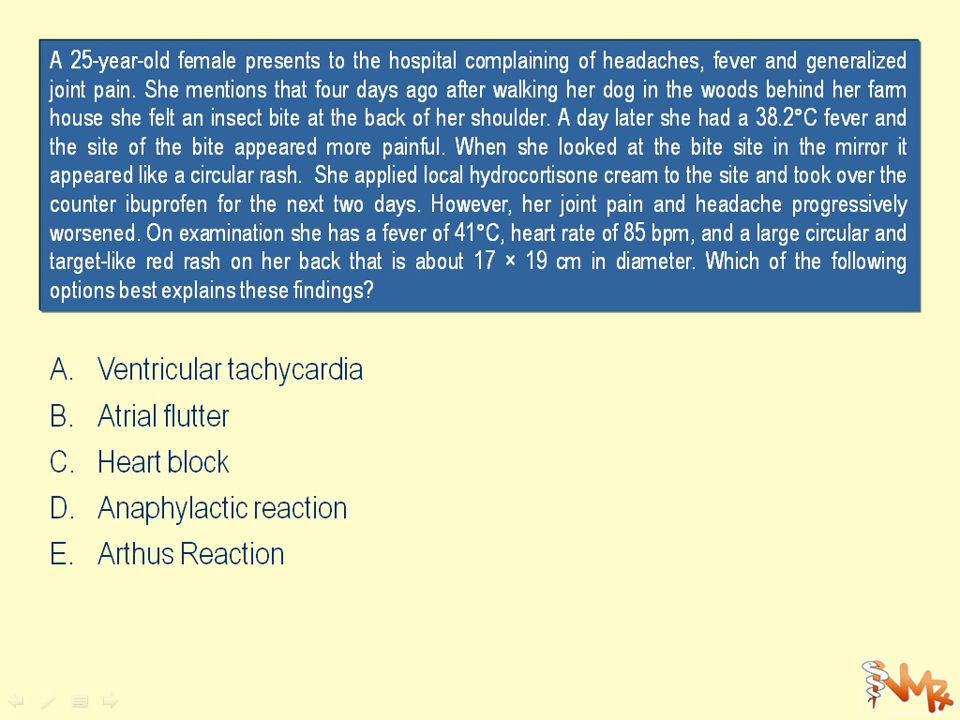 A 25-year-old female presents to the hospital complaining of headaches, fever and generalized
joint pain. She mentions that four days ago after walking her dog in the woods behind her farm
house she felt an insect bite at the back of her shoulder. A day later she had a 38.2°C fever and
the site of the bite appeared more painful. When she looked at the bite site in the mirror it
appeared like a circular rash. She applied local hydrocortisone cream to the site and took over the
counter ibuprofen for the next two days. However, her joint pain and headache progressively
worsened. On examination she has a fever of 41°C, heart rate of 85 bpm, and a large circular and
target-like red rash on her back that is about 17 × 19 cm in diameter. Which of the following
options best explains these findings?
A. Ventricular tachycardia
B. Atrial flutter
C. Heart block
D. Anaphylactic reaction
E. Arthus Reaction